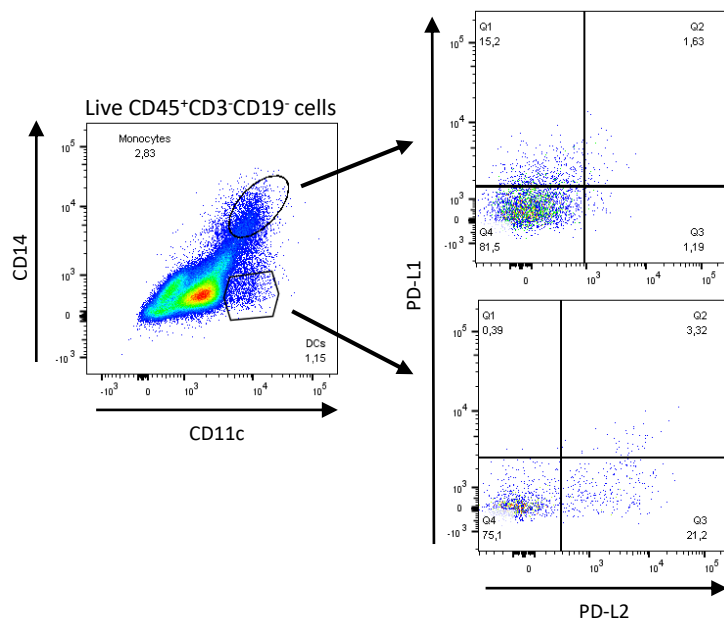 Live CD45⁺CD3⁻CD19⁻ cells
Monocytes
2,83
10⁵
10⁴
10³
0
-10³
CD14
DCs
1,15
-10³
0
10³
10⁴
10⁵
CD11c
PD-L1
Q1
15,2
Q2
1,63
10⁵
10⁴
10³
0
-10³
Q4
81,5
Q3
1,19
0
10³
10⁴
10⁵
Q1
0,39
Q2
3,32
10⁵
10⁴
10³
0
-10³
Q4
75,1
Q3
21,2
0
10³
10⁴
10⁵
PD-L2